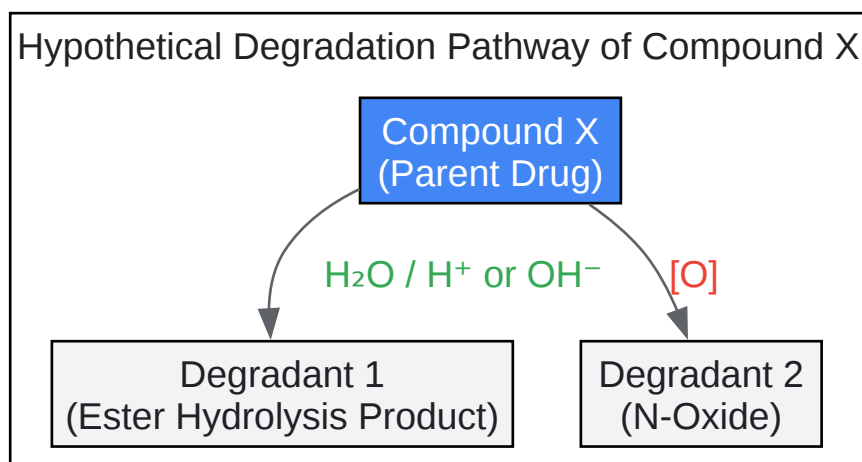 Hypothetical Degradation Pathway of Compound X
Compound X
(Parent Drug)
H₂O / H⁺ or OH⁻
[O]
Degradant 1
(Ester Hydrolysis Product)
Degradant 2
(N-Oxide)